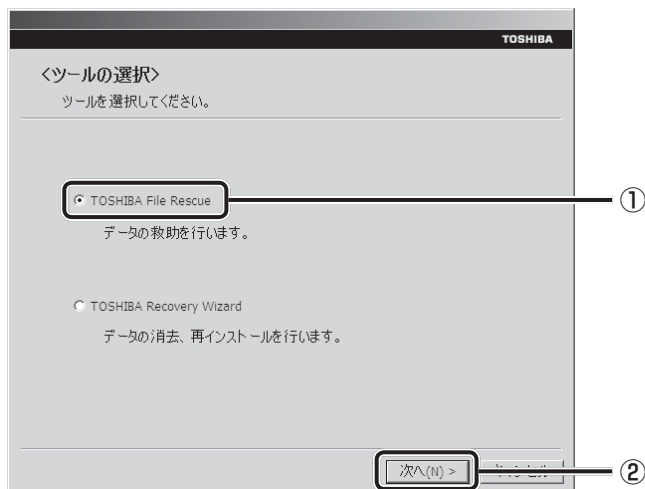 TOSHIBA
<ツールの選択>
ツールを選択してください。
TOSHIBA File Rescue
①
データの救助を行います。
TOSHIBA Recovery Wizard
データの消去、再インストールを行います。
次へ(N) >
②